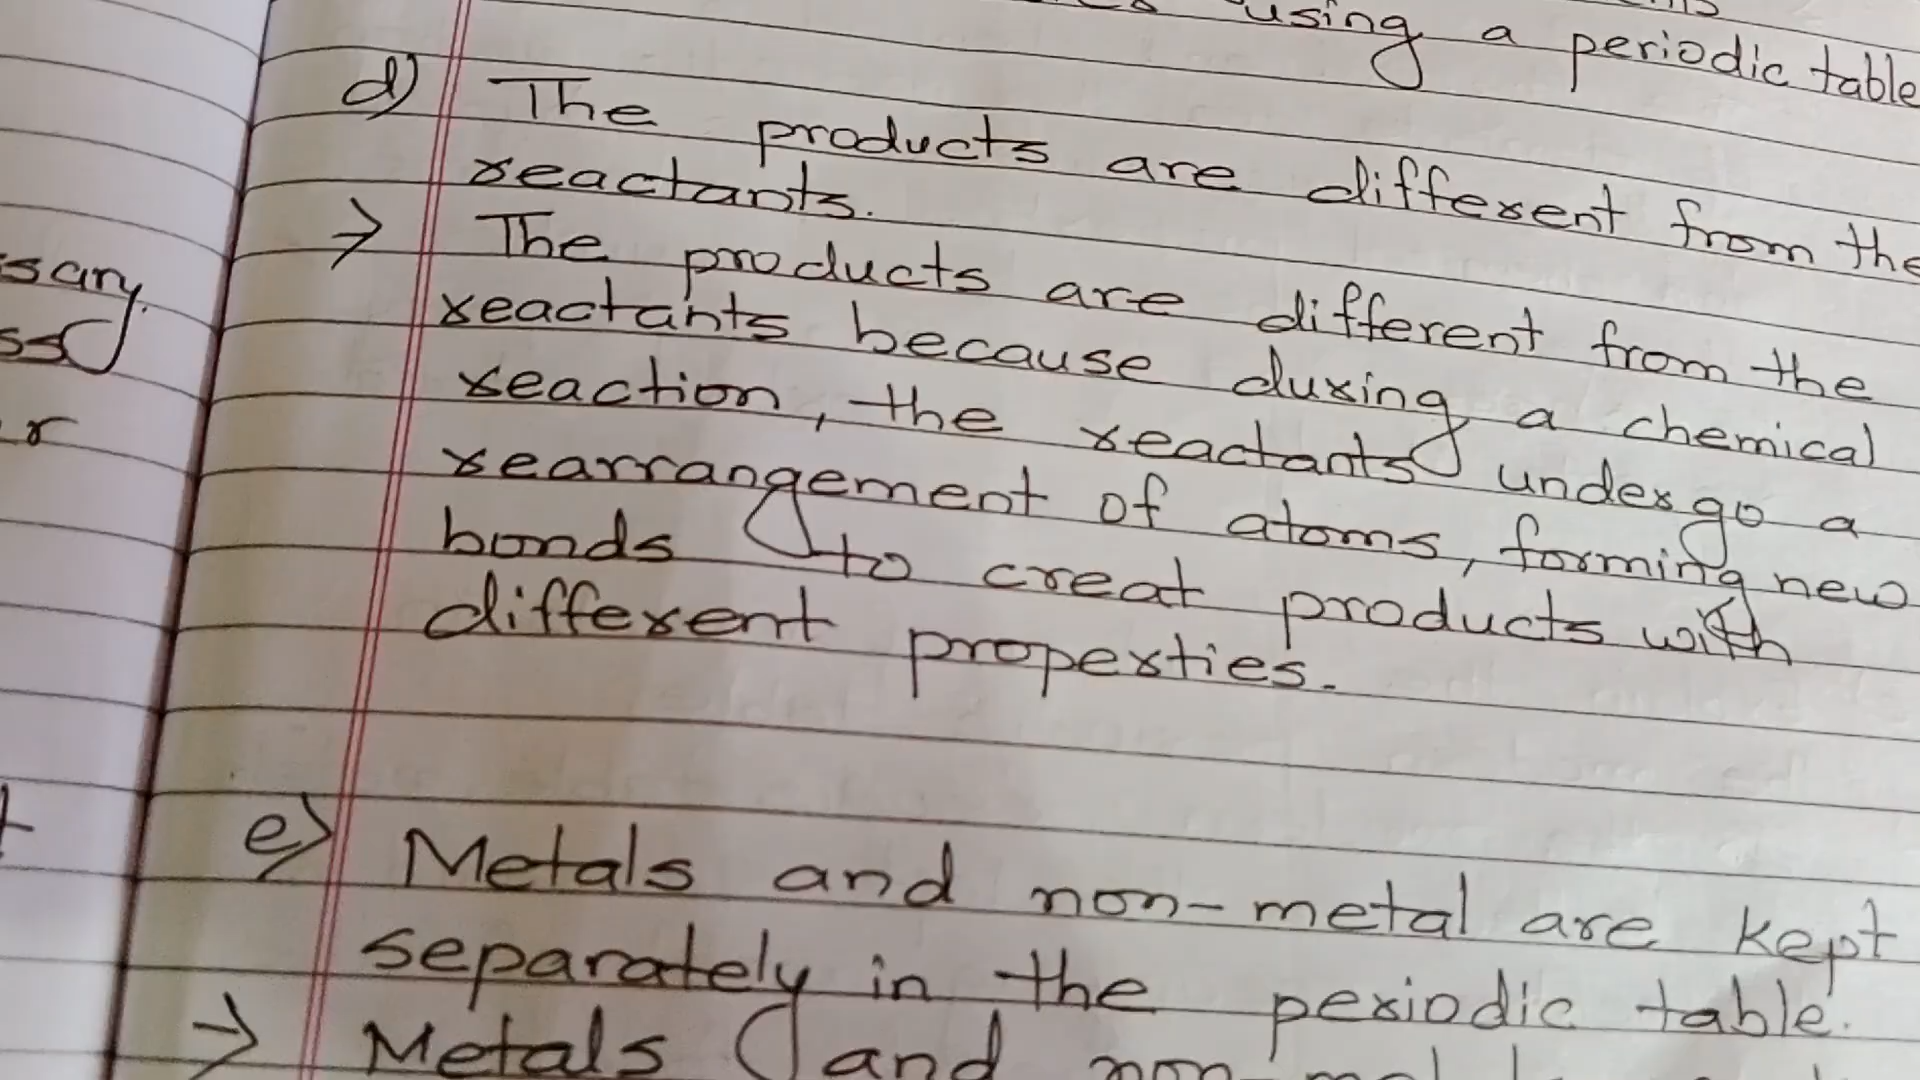 using a periodic table
d) The products are different from the
reactants.
→ The products are different from the
reactants because during a chemical
reaction, the reactants undergo a
rearrangement of atoms, forming new
bonds to creat products with
different properties.
e) Metals and non-metal are kept
separately in the periodic table.
→ Metals and